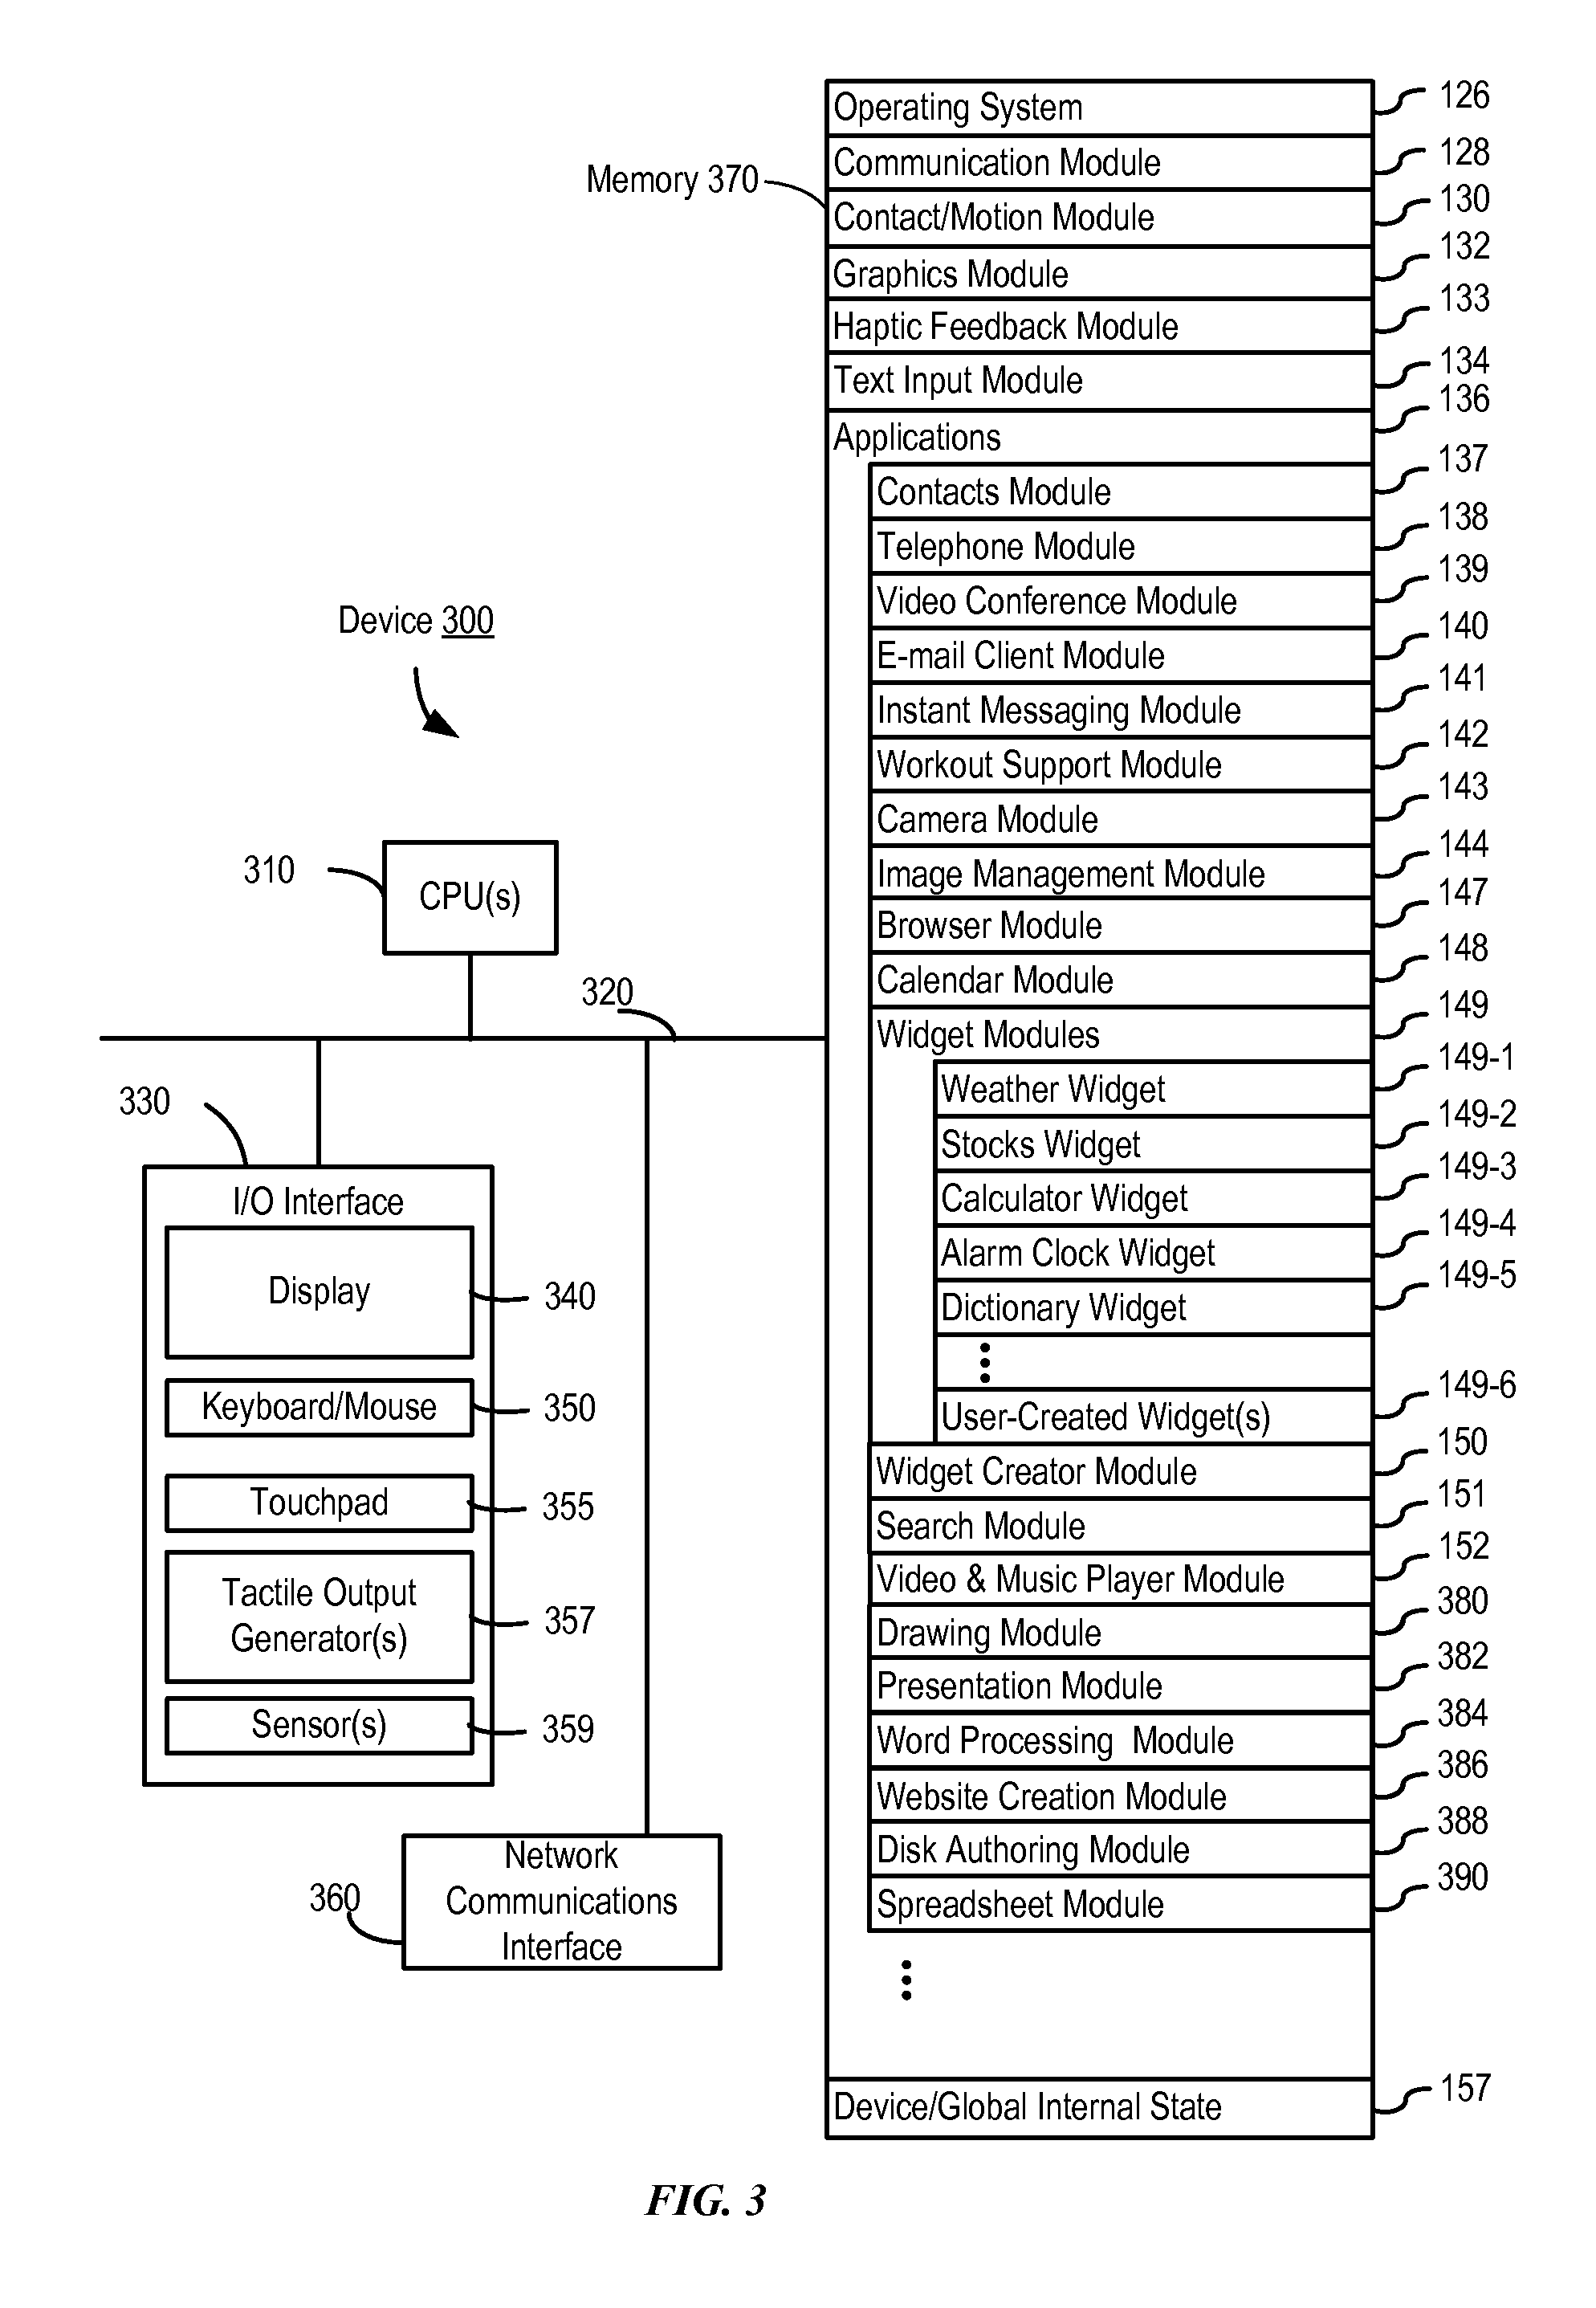 Operating System 126
Communication Module 128
Memory 370
Contact/Motion Module 130
Graphics Module 132
Haptic Feedback Module 133
Text Input Module 134
Applications 136
Contacts Module 137
Telephone Module 138
Video Conference Module 139
E-mail Client Module 140
Instant Messaging Module 141
Workout Support Module 142
Camera Module 143
Image Management Module 144
Browser Module 147
Calendar Module 148
Widget Modules 149
Weather Widget 149-1
Stocks Widget 149-2
Calculator Widget 149-3
Alarm Clock Widget 149-4
Dictionary Widget 149-5
User-Created Widget(s) 149-6
Widget Creator Module 150
Search Module 151
Video & Music Player Module 152
Drawing Module 380
Presentation Module 382
Word Processing Module 384
Website Creation Module 386
Disk Authoring Module 388
Spreadsheet Module 390
Device/Global Internal State 157
Device 300
310
CPU(s)
320
330
I/O Interface
Display 340
Keyboard/Mouse 350
Touchpad 355
Tactile Output
Generator(s)
357
Sensor(s) 359
360
Network
Communications
Interface
FIG. 3